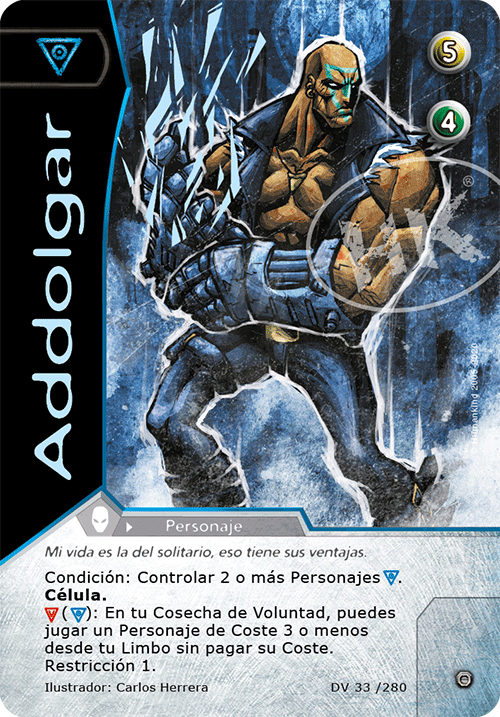 Addolgar
5
4
HK
®
Personaje
Mi vida es la del solitario, eso tiene sus ventajas.
Condición: Controlar 2 o más Personajes.
Célula.
( ): En tu Cosecha de Voluntad, puedes
jugar un Personaje de Coste 3 o menos
desde tu Limbo sin pagar su Coste.
Restricción 1.
Ilustrador: Carlos Herrera
DV 33 /280